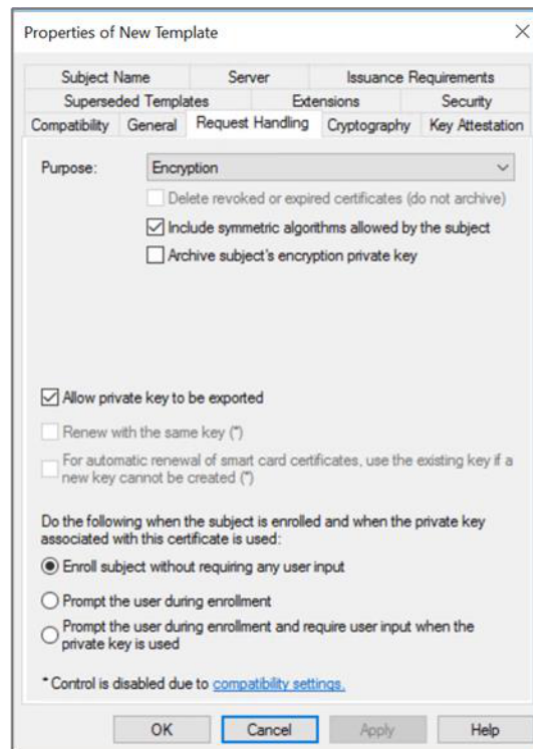 Properties of New Template
Subject Name Server Issuance Requirements
Superseded Templates Extensions Security
Compatibility General Request Handling Cryptography Key Attestation
Purpose: Encryption
Delete revoked or expired certificates (do not archive)
Include symmetric algorithms allowed by the subject
Archive subject's encryption private key
Allow private key to be exported
Renew with the same key (*)
For automatic renewal of smart card certificates, use the existing key if a
new key cannot be created (*)
Do the following when the subject is enrolled and when the private key
associated with this certificate is used:
Enroll subject without requiring any user input
Prompt the user during enrollment
Prompt the user during enrollment and require user input when the
private key is used
* Control is disabled due to compatibility settings.
OK Cancel Apply Help